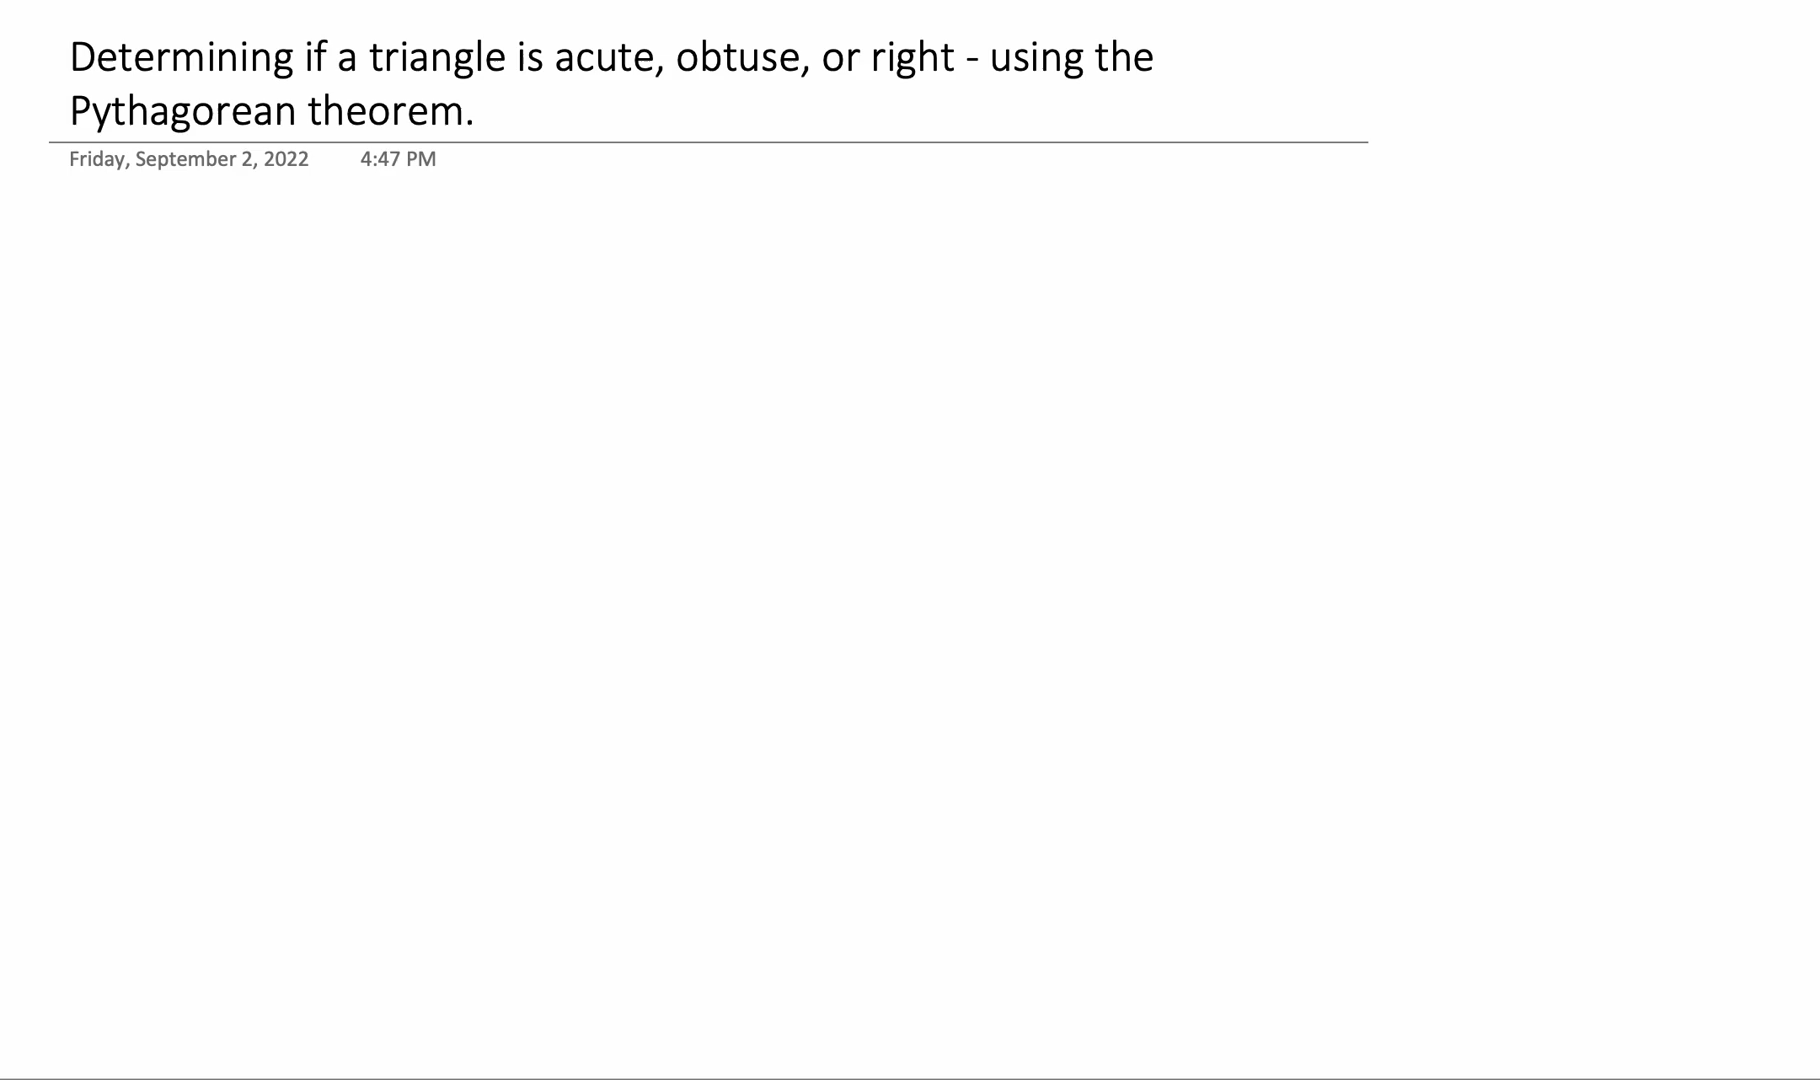 Determining if a triangle is acute, obtuse, or right - using the
Pythagorean theorem.
Friday, September 2, 2022 4:47 PM